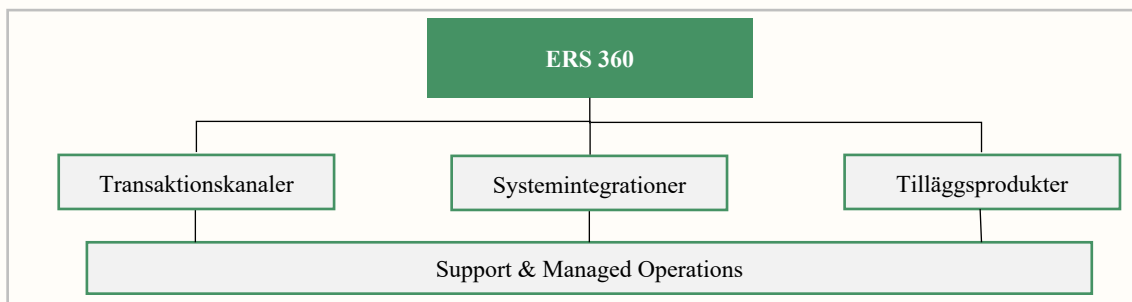 ERS 360
Transaktionskanaler
Systemintegrationer
Tilläggsprodukter
Support & Managed Operations